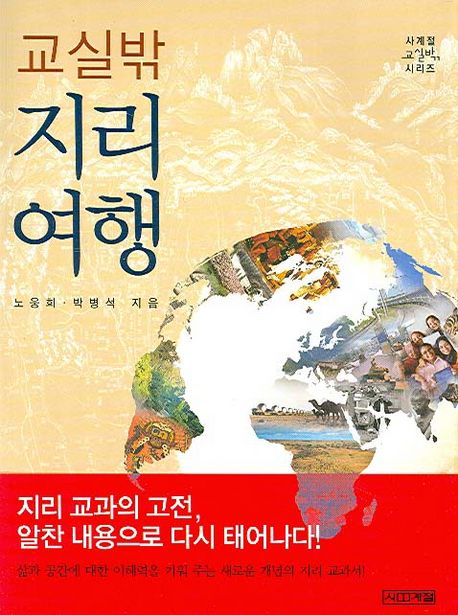 사계절
교실밖
시리즈
교실밖
지리
여행
노웅희·박병석 지음
지리 교과의 고전,
알찬 내용으로 다시 태어나다!
삶과 공간에 대한 이해력을 키워 주는 새로운 개념의 지리 교과서!
사계절